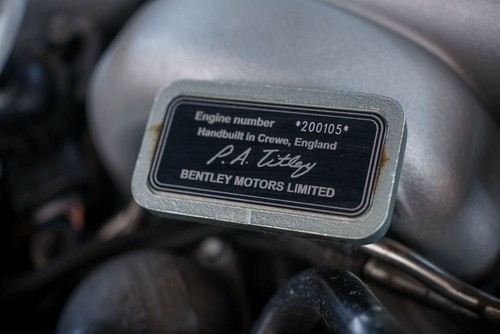 Engine number *200105*
Handbuilt in Crewe, England
P.A. Titley
BENTLEY MOTORS LIMITED